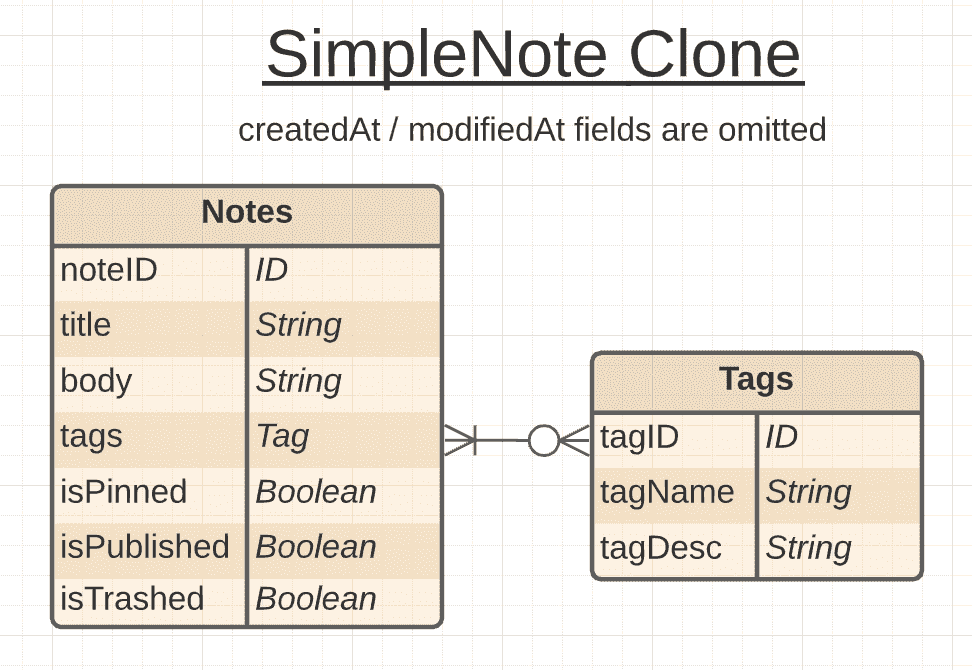 SimpleNote Clone
createdAt / modifiedAt fields are omitted
Notes
noteID ID
title String
body String
tags Tag
isPinned Boolean
isPublished Boolean
isTrashed Boolean
Tags
tagID ID
tagName String
tagDesc String